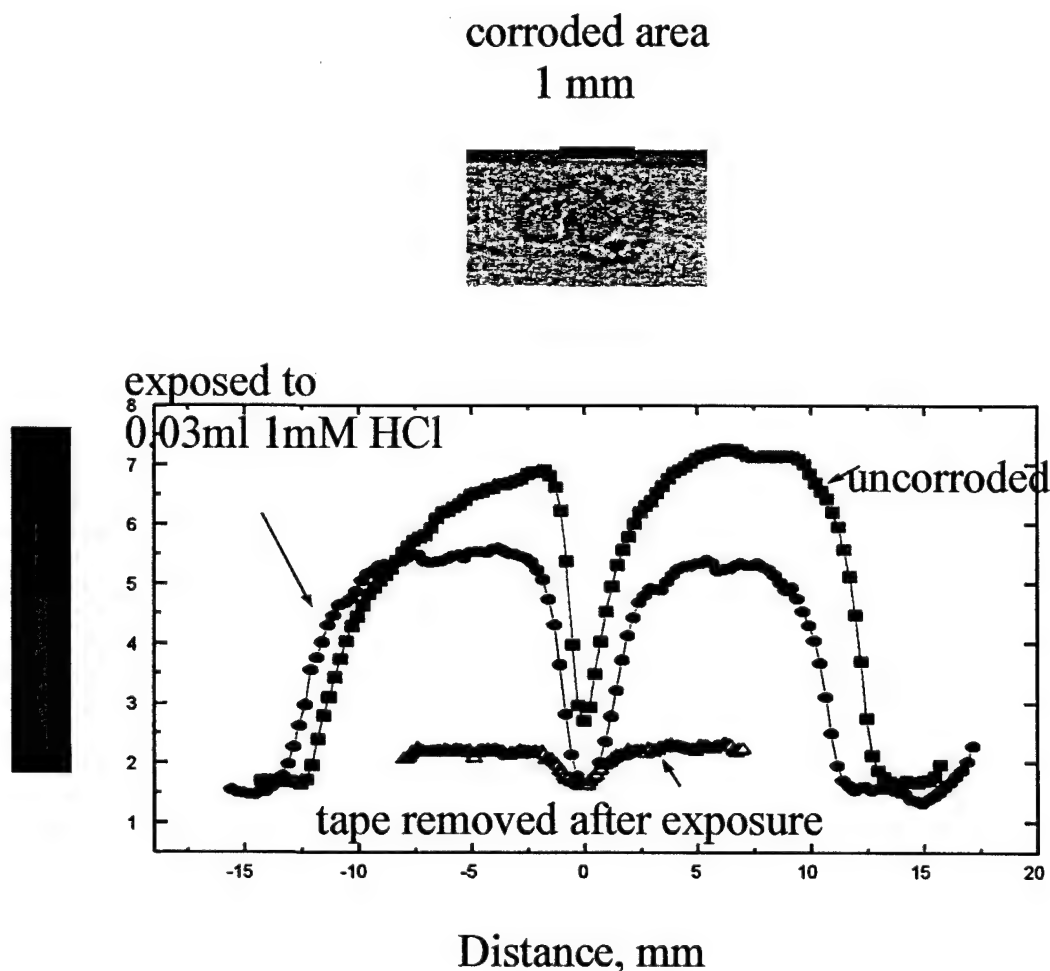 corroded area
1 mm
exposed to
0.03ml 1mM HCl
uncorroded
tape removed after exposure
8
7
6
5
4
3
2
1
-15
-10
-5
0
5
10
15
20
Distance, mm